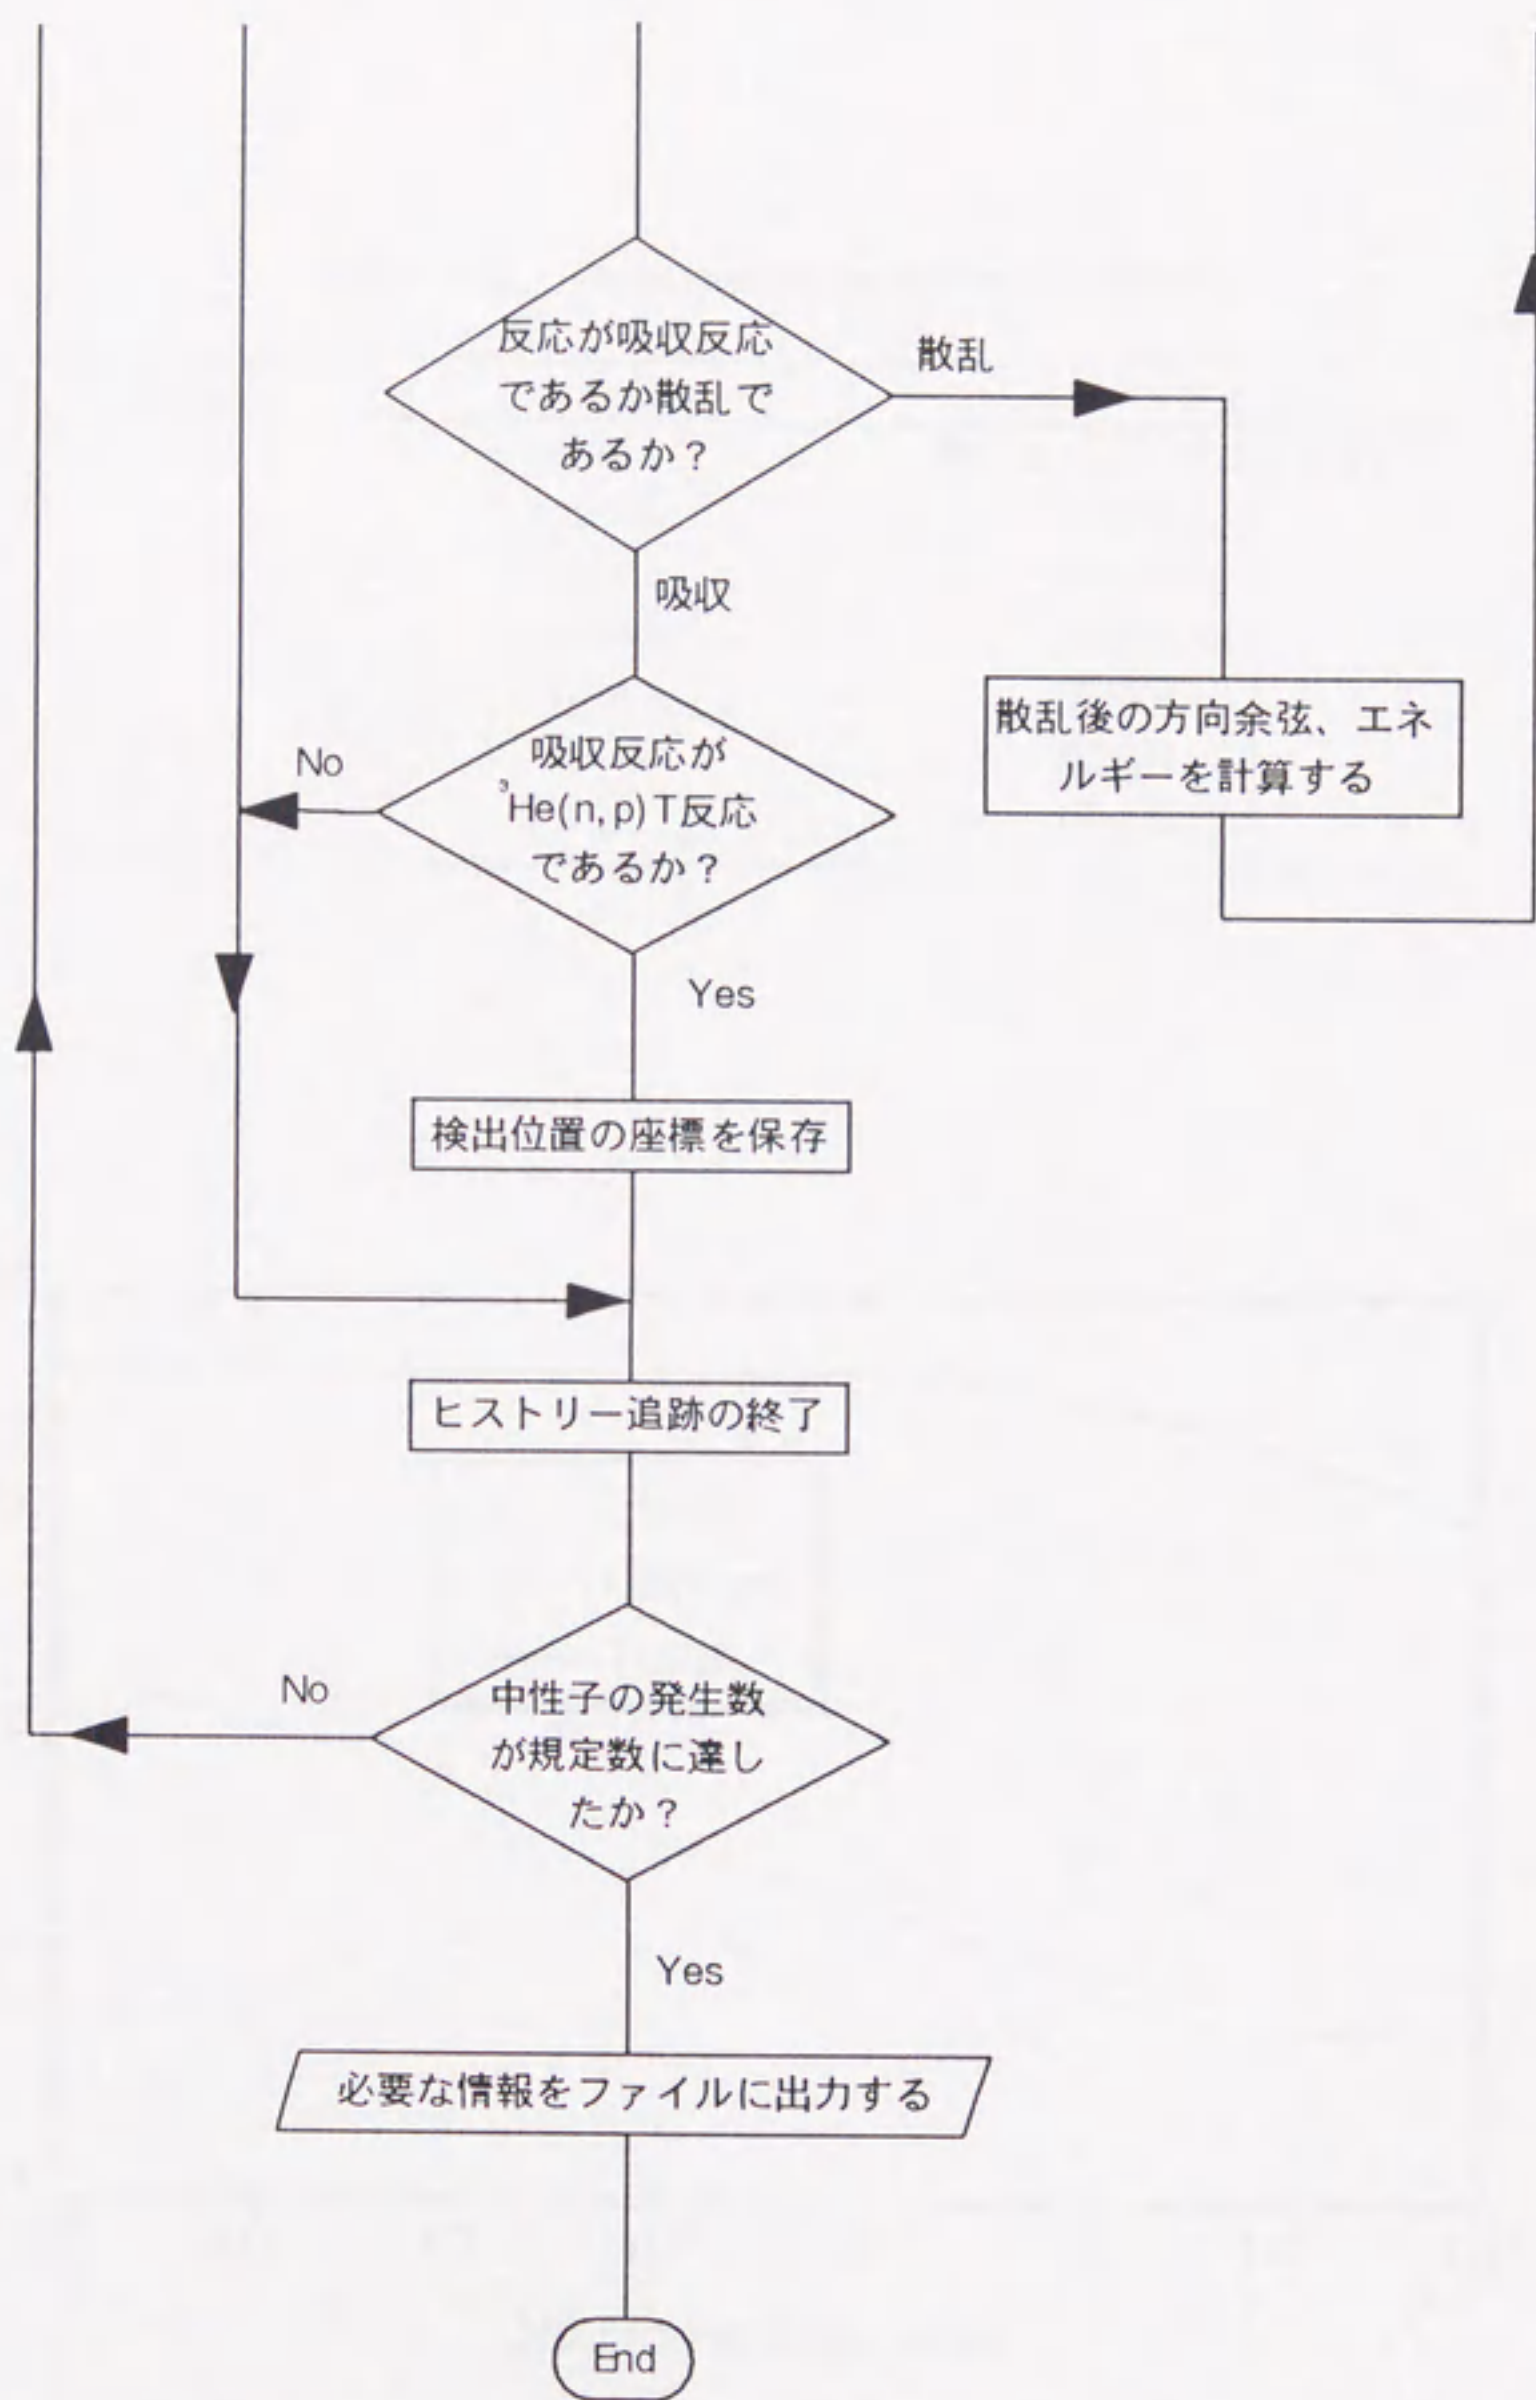 反応が吸収反応
であるか散乱で
あるか？
散乱
吸収
散乱後の方向余弦、エネ
ルギーを計算する
No
吸収反応が
³He(n,p)T反応
であるか？
Yes
検出位置の座標を保存
ヒストリー追跡の終了
No
中性子の発生数
が規定数に達し
たか？
Yes
必要な情報をファイルに出力する
End